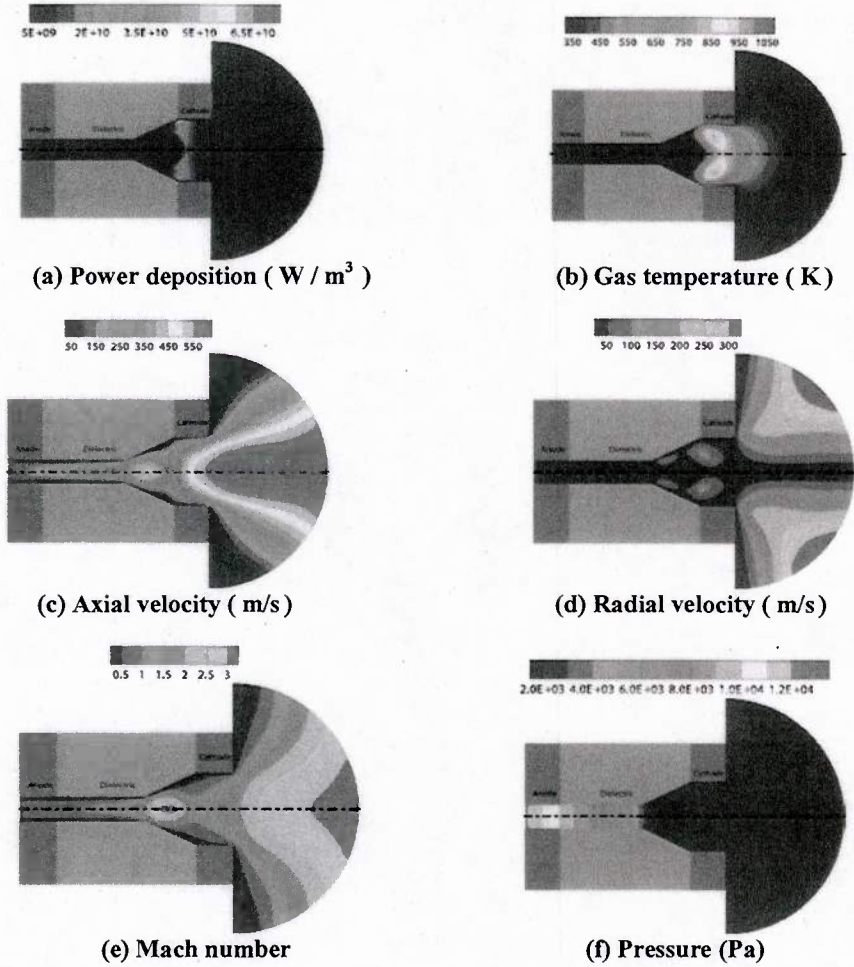 5E+09 2E+10 3.5E+10 5E+10 6.5E+10
Cathode
Anode Dielectric
(a) Power deposition ( W / m³ )
350 450 550 650 750 850 950 1050
Cathode
Anode Dielectric
(b) Gas temperature ( K)
50 150 250 350 450 550
Cathode
Anode Dielectric
(c) Axial velocity ( m/s )
50 100 150 200 250 300
Cathode
Anode Dielectric
(d) Radial velocity ( m/s)
0.5 1 1.5 2 2.5 3
Cathode
Anode Dielectric
(e) Mach number
2.0E+03 4.0E+03 6.0E+03 8.0E+03 1.0E+04 1.2E+04
Cathode
Anode Dielectric
(f) Pressure (Pa)